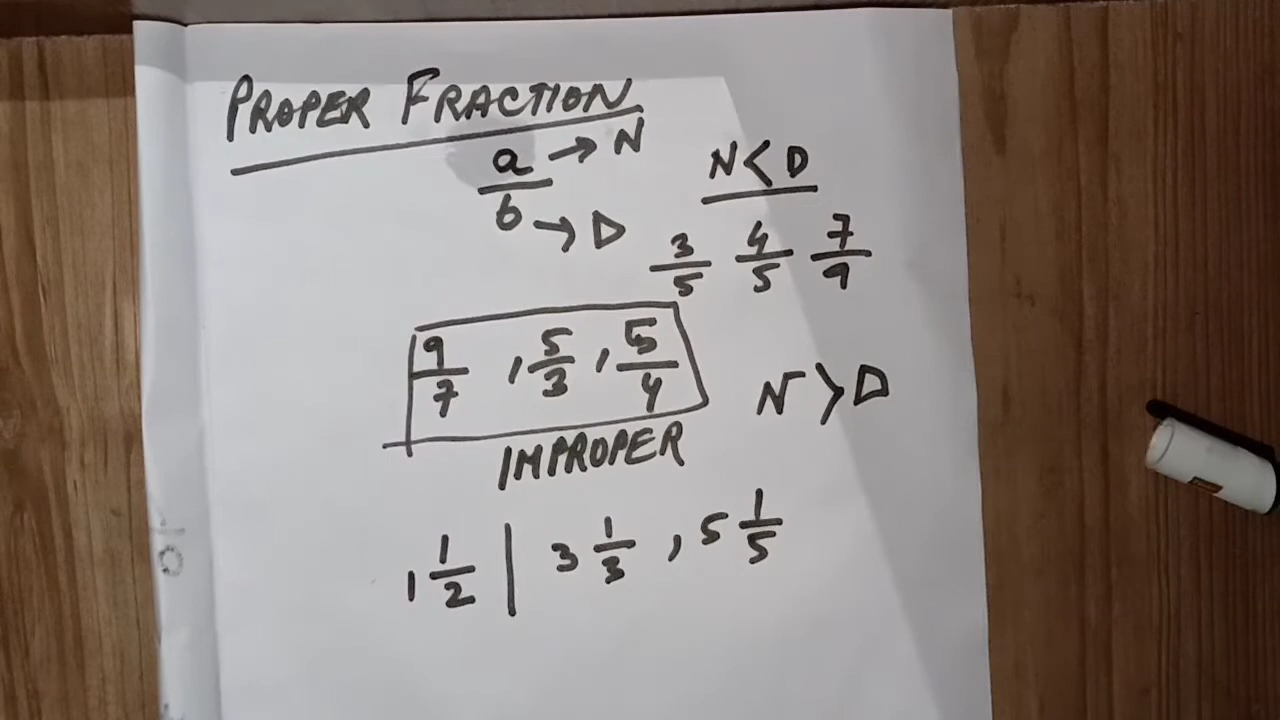 PROPER FRACTION
a/b → N → D
N<D
3/5 4/5 7/9
9/7 , 5/3 , 5/4
N>D
IMPROPER
1 1/2 | 3 1/3 , 5 1/5